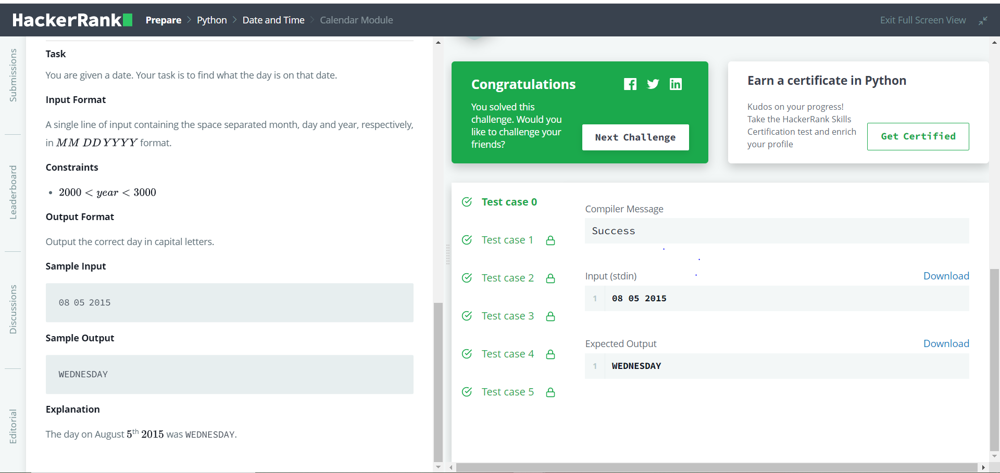 HackerRank
Prepare > Python > Date and Time > Calendar Module
Exit Full Screen View
Submissions
Leaderboard
Discussions
Editorial
Task
You are given a date. Your task is to find what the day is on that date.
Input Format
A single line of input containing the space separated month, day and year, respectively,
in MM DD YYYY format.
Constraints
• 2000 < year < 3000
Output Format
Output the correct day in capital letters.
Sample Input
08 05 2015
Sample Output
WEDNESDAY
Explanation
The day on August 5th 2015 was WEDNESDAY.
Congratulations
You solved this
challenge. Would you
like to challenge your
friends?
Next Challenge
Earn a certificate in Python
Kudos on your progress!
Take the HackerRank Skills
Certification test and enrich
your profile
Get Certified
Test case 0
Test case 1
Test case 2
Test case 3
Test case 4
Test case 5
Compiler Message
Success
Input (stdin)
Download
1 08 05 2015
Expected Output
Download
1 WEDNESDAY